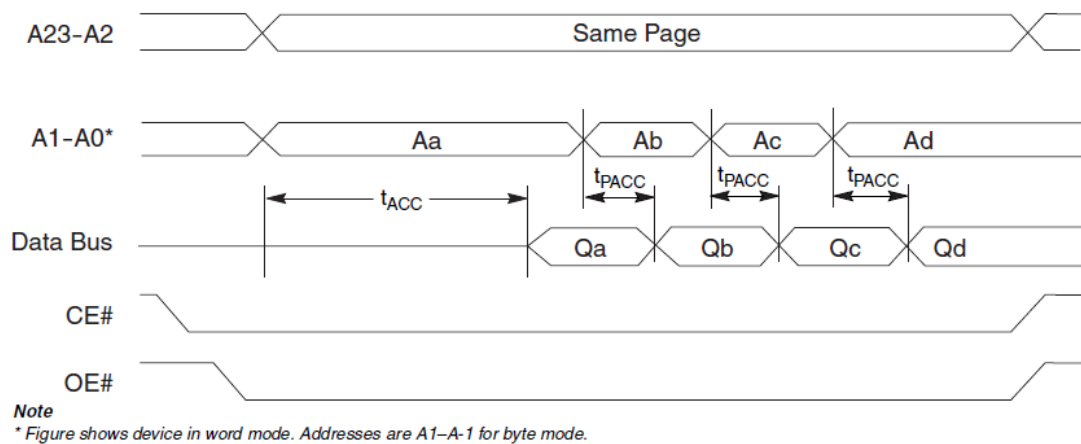 A23–A2
Same Page
A1–A0*
Aa
Ab
Ac
Ad
tACC
tPACC
tPACC
tPACC
Data Bus
Qa
Qb
Qc
Qd
CE#
OE#
Note
* Figure shows device in word mode. Addresses are A1–A-1 for byte mode.